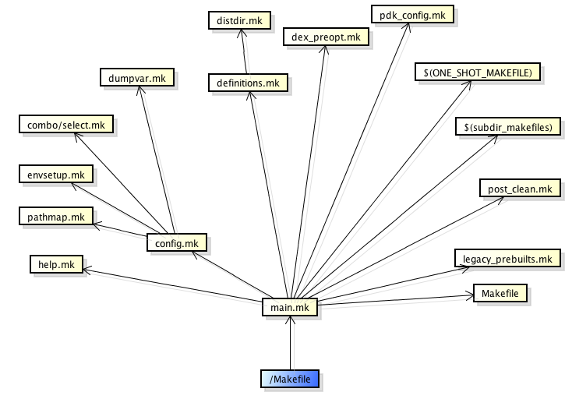 pdk_config.mk
distdir.mk
dex_preopt.mk
dumpvar.mk
definitions.mk
$(ONE_SHOT_MAKEFILE)
combo/select.mk
$(subdir_makefiles)
envsetup.mk
post_clean.mk
pathmap.mk
config.mk
help.mk
legacy_prebuilts.mk
main.mk
Makefile
/Makefile